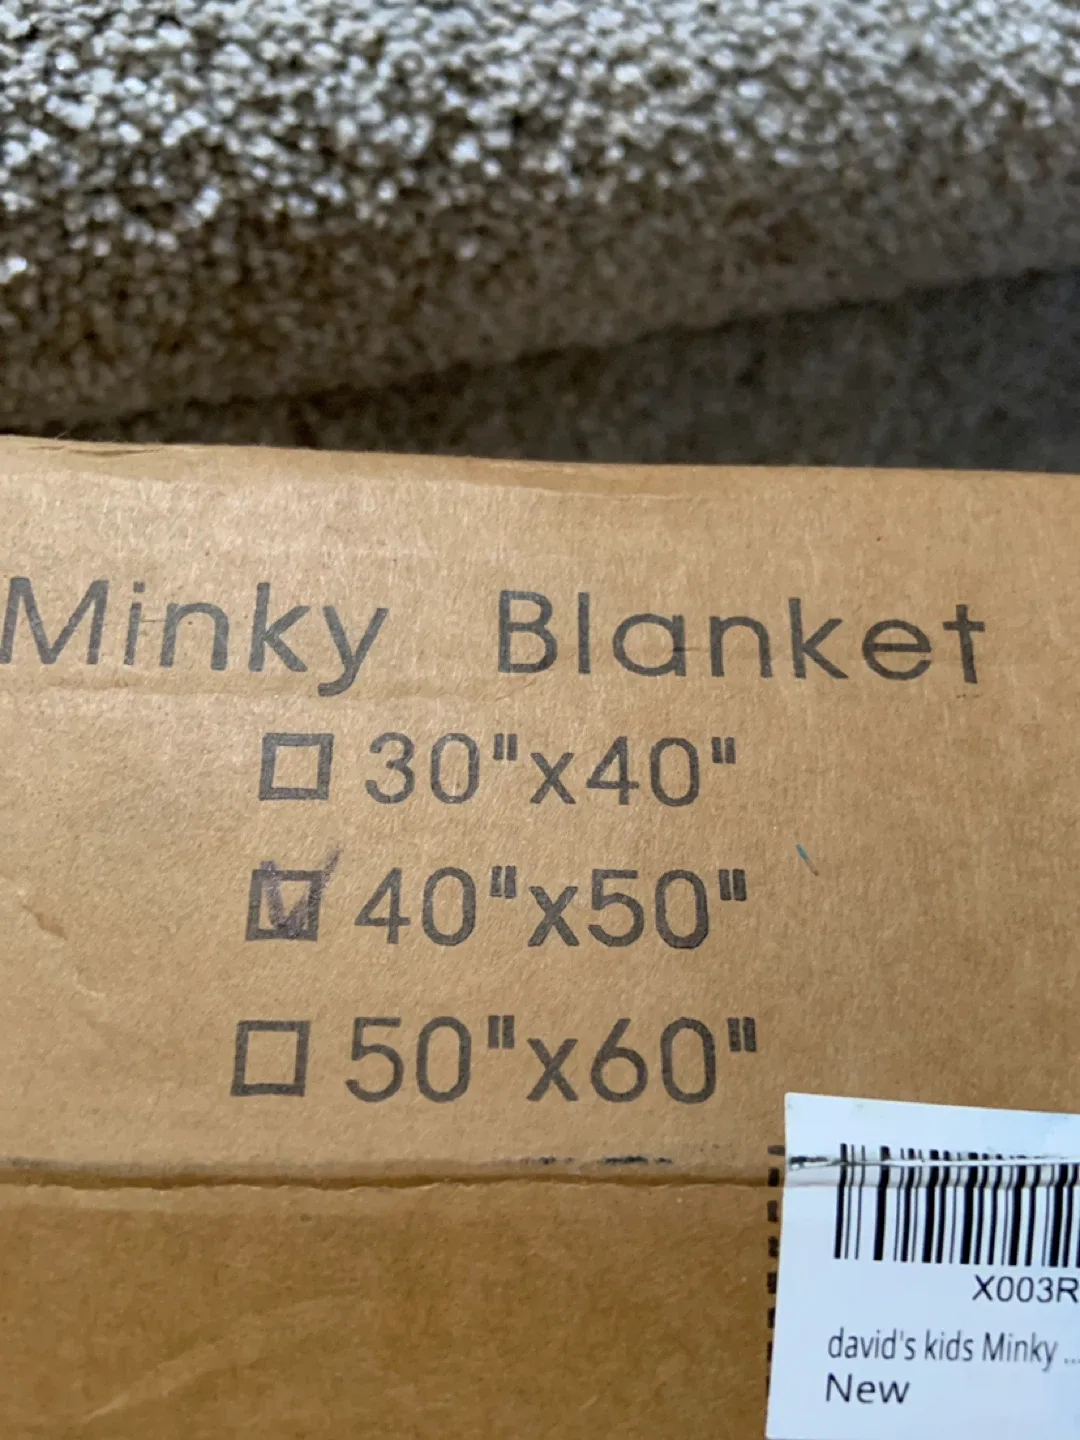 Minky Blanket
30"x40"
40"x50"
50"x60"
X003R
david's kids Minky ...
New